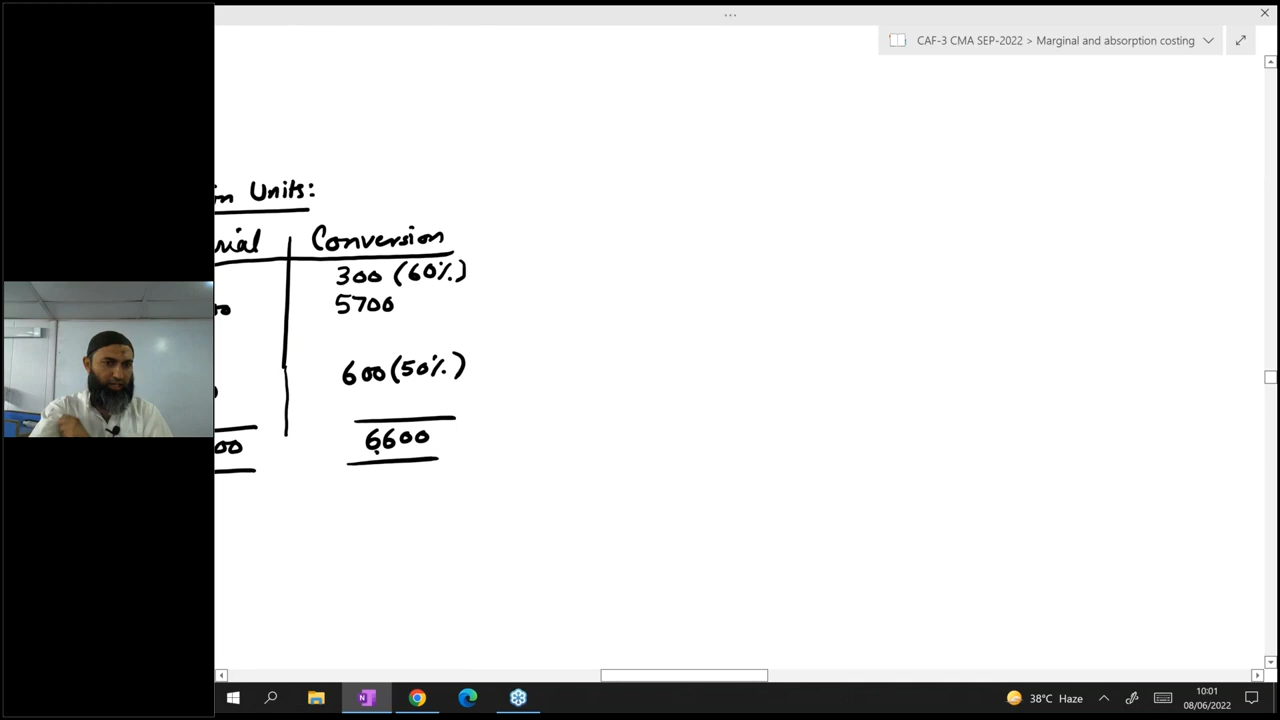 CAF-3 CMA SEP-2022 > Marginal and absorption costing
Units:
Conversion
300 (60%)
5700
600 (50%)
00 6600
38°C Haze
10:01
08/06/2022